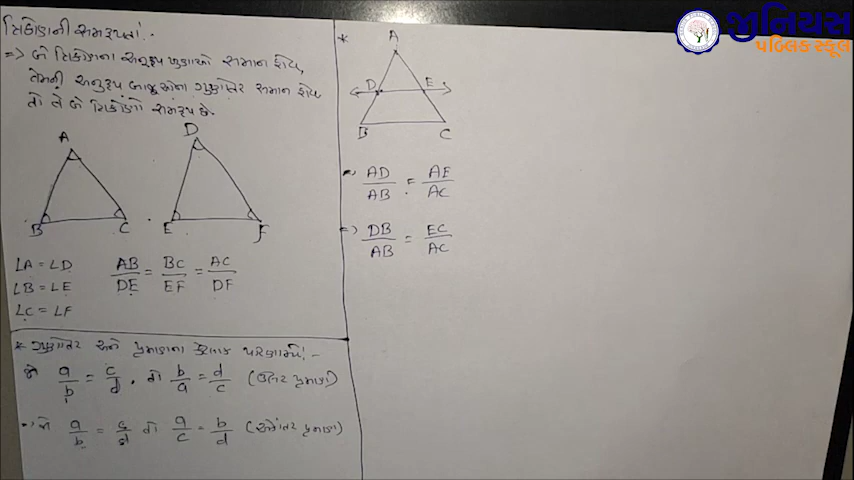 ત્રિકોણની સમરૂપતા :-
=> બે ત્રિકોણના અનુરૂપ ખૂણાઓ સમાન હોય,
તેમની અનુરૂપ બાજુઓના ગુણોત્તર સમાન હોય
તો તે બે ત્રિકોણો સમરૂપ છે.
A D
B C E F
∠A = ∠D
∠B = ∠E
∠C = ∠F
AB/DE = BC/EF = AC/DF
* ગુણોત્તર અને પ્રમાણના કેટલાક પરિણામો :-
જો a/b = c/d, તો b/a = d/c (વ્યસ્ત પ્રમાણ)
જો a/b = c/d તો a/c = b/d (એકાંતર પ્રમાણ)
*
A
D E
B C
AD/AB = AE/AC
=> DB/AB = EC/AC
જીનિયસ
પબ્લિક સ્કૂલ